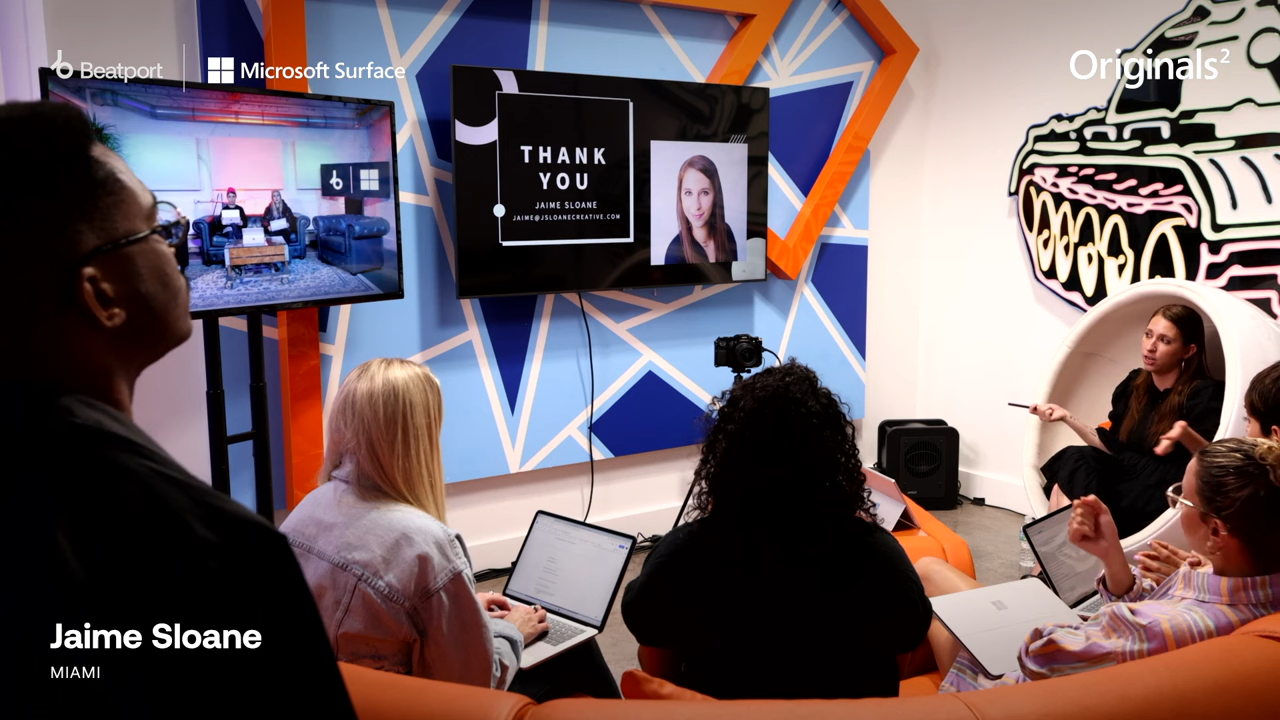 Beatport
Microsoft Surface
Originals²
THANK
YOU
JAIME SLOANE
JAIME@JSLOANECREATIVE.COM
Jaime Sloane
MIAMI